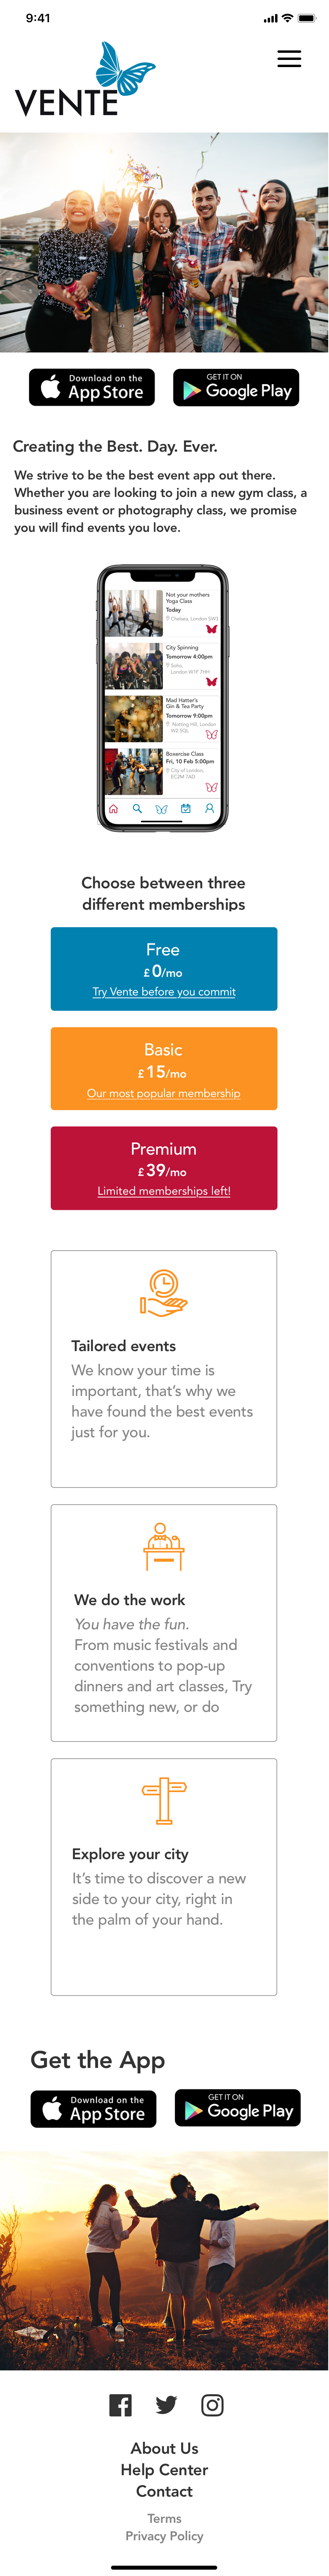 9:41
VENTE
Download on the
App Store
GET IT ON
Google Play
Creating the Best. Day. Ever.
We strive to be the best event app out there.
Whether you are looking to join a new gym class, a
business event or photography class, we promise
you will find events you love.
Not your mothers
Yoga Class
Today
Chelsea, London SW3
City Spinning
Tomorrow 4:00pm
Soho,
London W1F 7HH
Mad Hatter's
Gin & Tea Party
Tomorrow 9:00pm
Notting Hill, London
W2 5QL
Boxercise Class
Fri, 10 Feb 5:00pm
City of London,
EC2M 7AD
Choose between three
different memberships
Free
£0/mo
Try Vente before you commit
Basic
£15/mo
Our most popular membership
Premium
£39/mo
Limited memberships left!
Tailored events
We know your time is
important, that's why we
have found the best events
just for you.
We do the work
You have the fun.
From music festivals and
conventions to pop-up
dinners and art classes, Try
something new, or do
Explore your city
It's time to discover a new
side to your city, right in
the palm of your hand.
Get the App
Download on the
App Store
GET IT ON
Google Play
About Us
Help Center
Contact
Terms
Privacy Policy